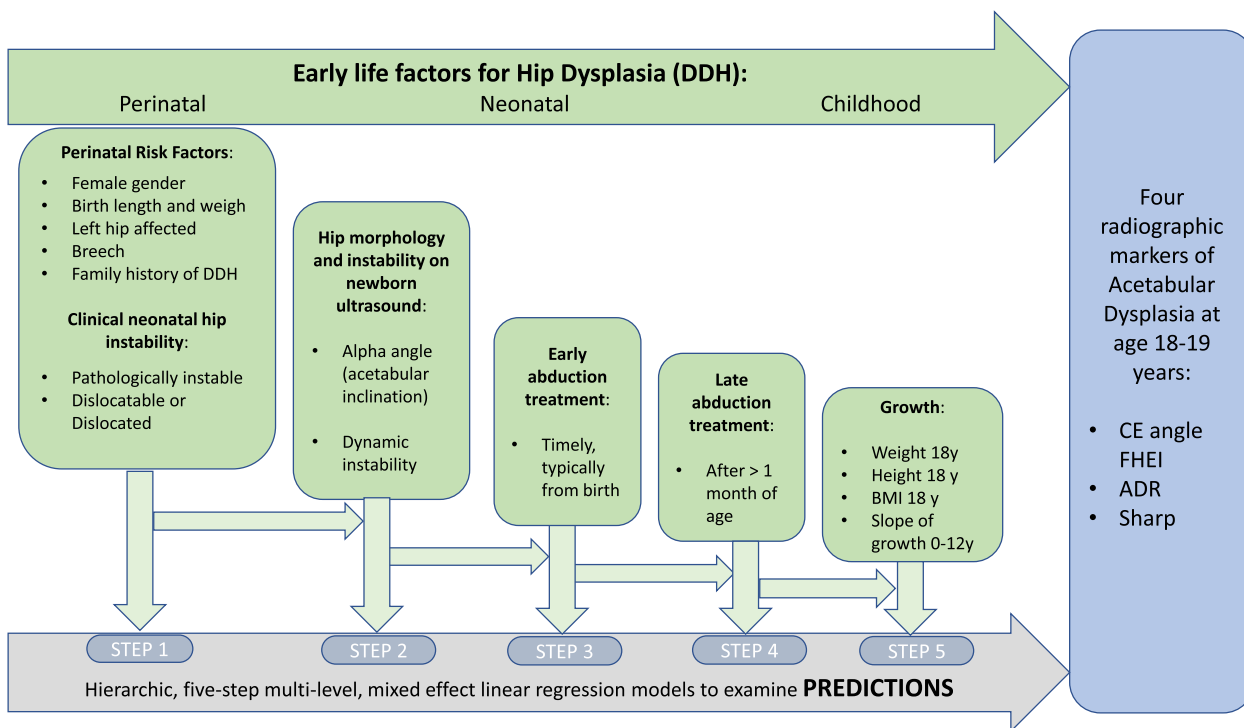 Early life factors for Hip Dysplasia (DDH):
Perinatal
Neonatal
Childhood
Perinatal Risk Factors:
• Female gender
• Birth length and weigh
• Left hip affected
• Breech
• Family history of DDH
Clinical neonatal hip
instability:
• Pathologically instable
• Dislocatable or
Dislocated
Hip morphology
and instability on
newborn
ultrasound:
• Alpha angle
(acetabular
inclination)
• Dynamic
instability
Early
abduction
treatment:
• Timely,
typically
from birth
Late
abduction
treatment:
• After > 1
month of
age
Growth:
• Weight 18y
• Height 18 y
• BMI 18 y
• Slope of
growth 0-12y
Four
radiographic
markers of
Acetabular
Dysplasia at
age 18-19
years:
• CE angle
FHEI
• ADR
• Sharp
STEP 1
STEP 2
STEP 3
STEP 4
STEP 5
Hierarchic, five-step multi-level, mixed effect linear regression models to examine PREDICTIONS